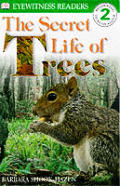 DK EYEWITNESS READERS
2
The Secret
Life of
Trees
BARBARA SHOOK HAZEN